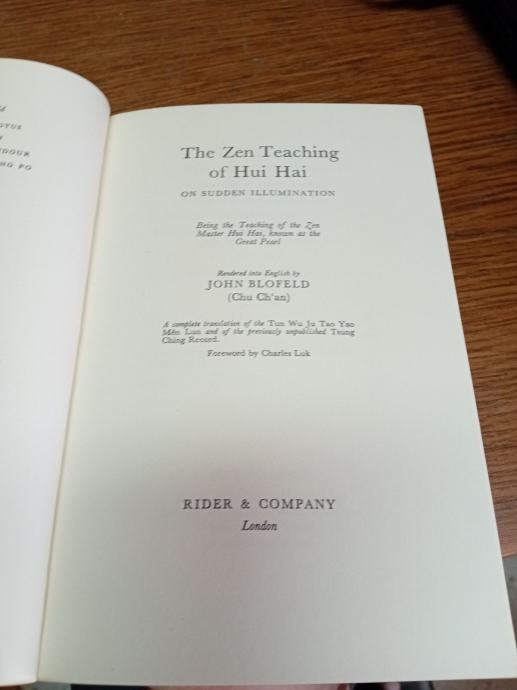 The Zen Teaching
of Hui Hai
ON SUDDEN ILLUMINATION
Being the Teaching of the Zen
Master Hui Hai, known as the
Great Pearl
Rendered into English by
JOHN BLOFELD
(Chu Ch'an)
A complete translation of the Tun Wu Ju Tao Yao
Mên Lun and of the previously unpublished Tsung
Ching Record.
Foreword by Charles Luk
RIDER & COMPANY
London